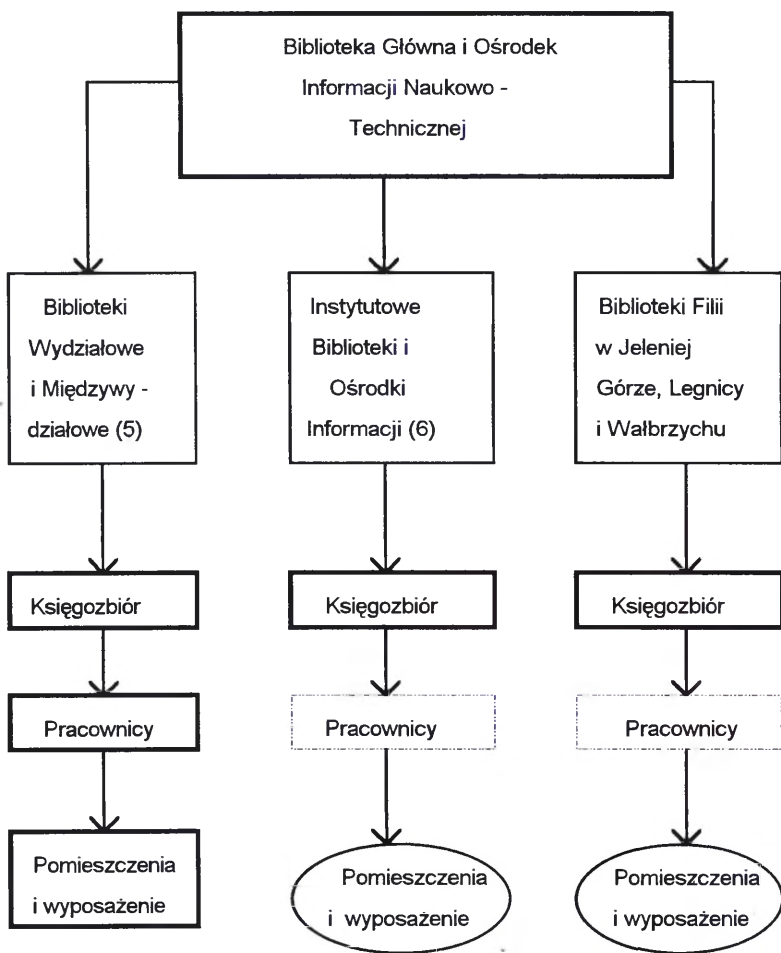 Biblioteka Główna i Ośrodek
Informacji Naukowo -
Technicznej
Biblioteki
Wydziałowe
i Międzywy -
działowe (5)
Instytutowe
Biblioteki i
Ośrodki
Informacji (6)
Biblioteki Filii
w Jeleniej
Górze, Legnicy
i Wałbrzychu
Księgozbiór
Księgozbiór
Księgozbiór
Pracownicy
Pracownicy
Pracownicy
Pomieszczenia
i wyposażenie
Pomieszczenia
i wyposażenie
Pomieszczenia
i wyposażenie